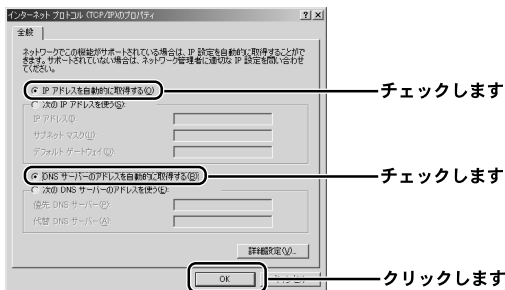 インターネット プロトコル (TCP/IP)のプロパティ
全般
ネットワークでこの機能がサポートされている場合は、IP 設定を自動的に取得することがで
きます。サポートされていない場合は、ネットワーク管理者に適切な IP 設定を問い合わせ
てください。
IP アドレスを自動的に取得する(O)
チェックします
次の IP アドレスを使う(S):
IP アドレス(I):
サブネット マスク(U):
デフォルト ゲートウェイ(D):
DNS サーバーのアドレスを自動的に取得する(B)
チェックします
次の DNS サーバーのアドレスを使う(E):
優先 DNS サーバー(P):
代替 DNS サーバー(A):
詳細設定(V)...
OK
クリックします